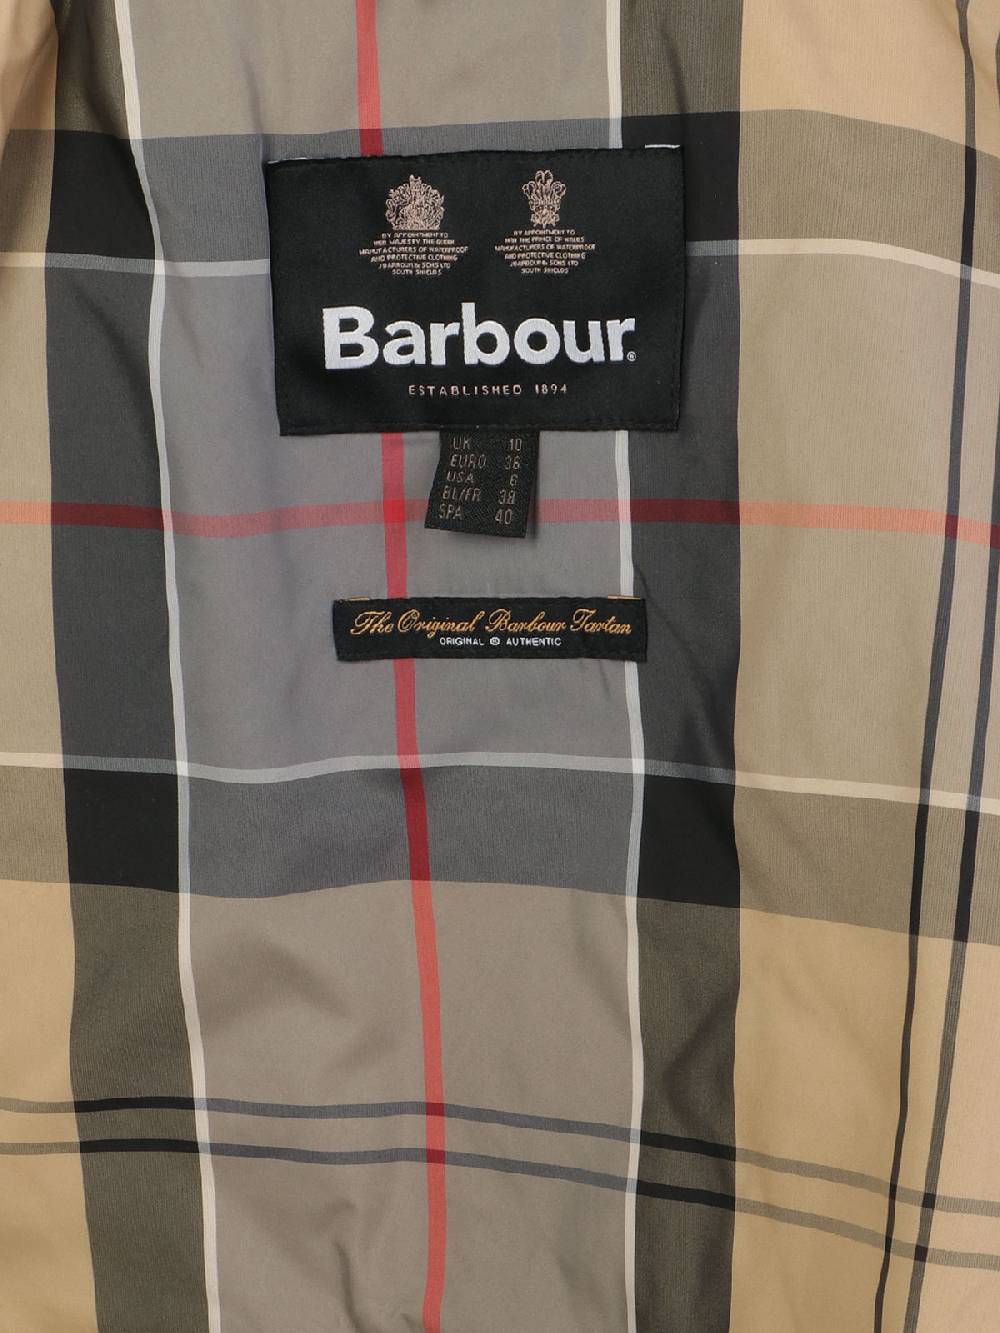 BY APPOINTMENT TO
HER MAJESTY THE QUEEN
MANUFACTURERS OF WATERPROOF
AND PROTECTIVE CLOTHING
J BARBOUR & SONS LTD
SOUTH SHIELDS
BY APPOINTMENT TO
HRH THE PRINCE OF WALES
MANUFACTURERS OF WATERPROOF
AND PROTECTIVE CLOTHING
J BARBOUR & SONS LTD
SOUTH SHIELDS
Barbour®
ESTABLISHED 1894
UK 10
EURO 36
USA 6
BL/FR 38
SPA 40
The Original Barbour Tartan
ORIGINAL ® AUTHENTIC